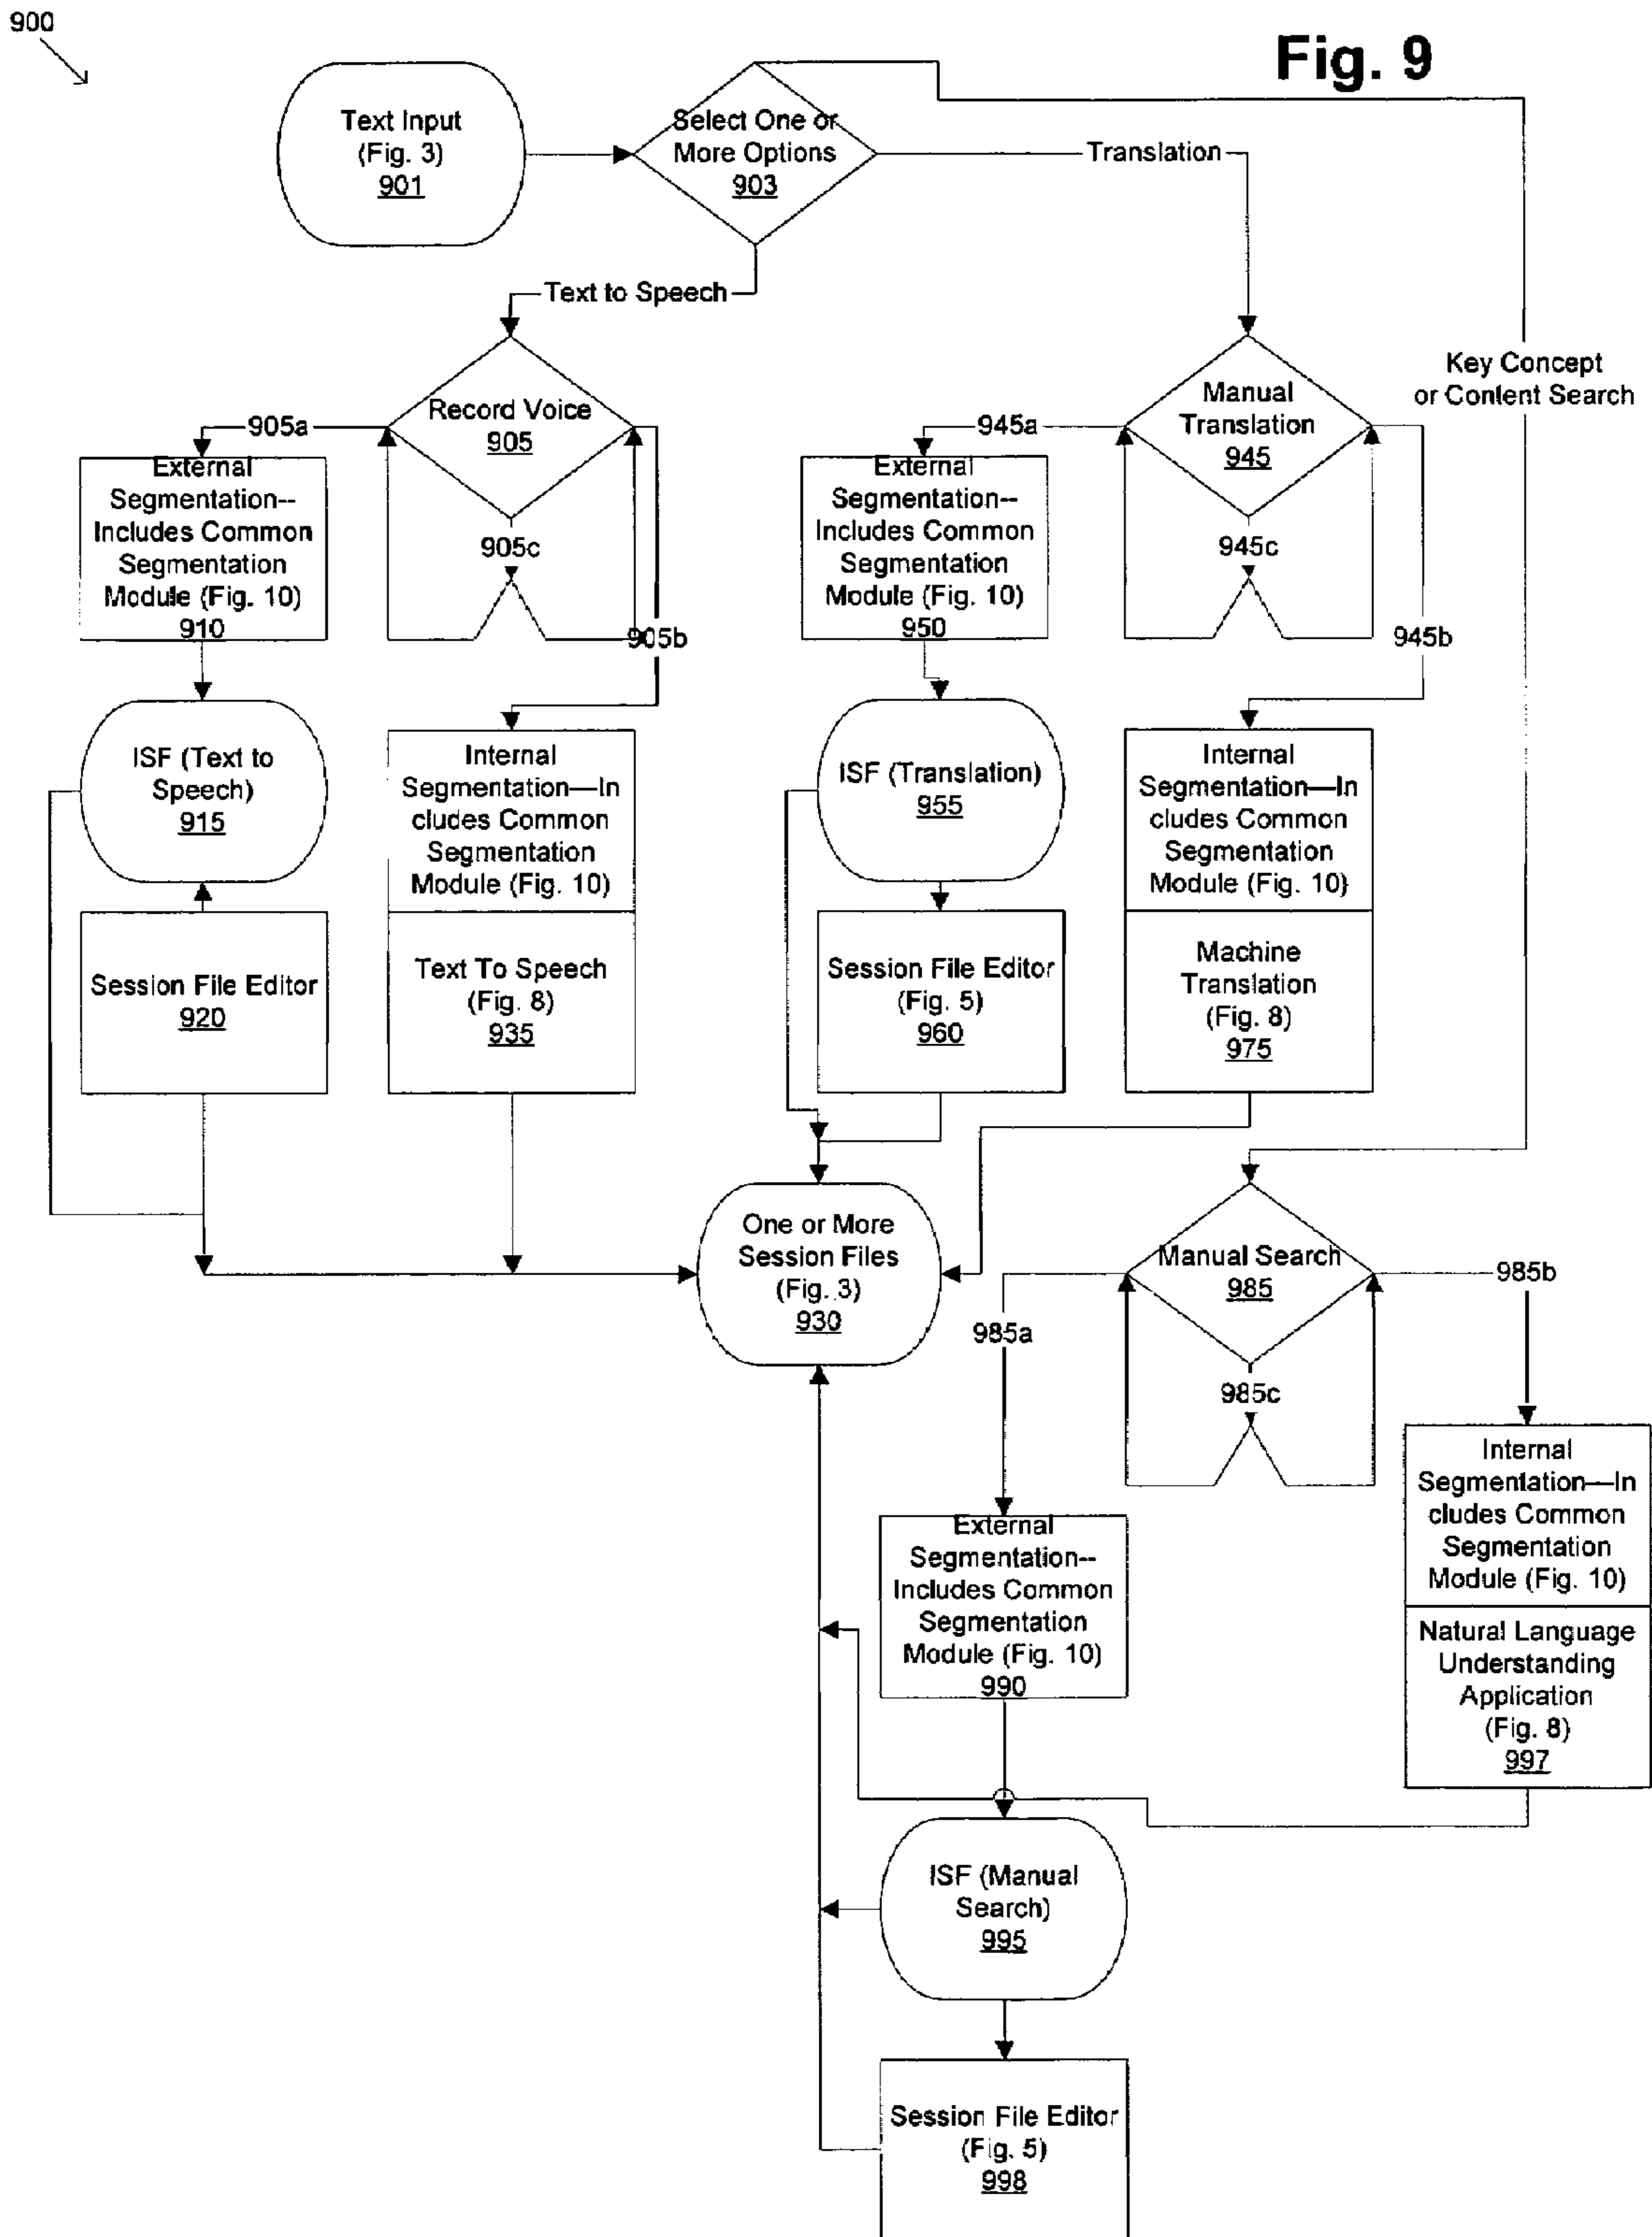 900
Fig. 9
Text Input
(Fig. 3)
901
Select One or
More Options
903
Translation
Text to Speech
Key Concept
or Content Search
Record Voice
905
905a
905c
905b
External
Segmentation--
Includes Common
Segmentation
Module (Fig. 10)
910
Manual
Translation
945
945a
945c
945b
External
Segmentation--
Includes Common
Segmentation
Module (Fig. 10)
950
ISF (Text to
Speech)
915
Internal
Segmentation—In
cludes Common
Segmentation
Module (Fig. 10)
ISF (Translation)
955
Internal
Segmentation—In
cludes Common
Segmentation
Module (Fig. 10)
Session File Editor
920
Text To Speech
(Fig. 8)
935
Session File Editor
(Fig. 5)
960
Machine
Translation
(Fig. 8)
975
One or More
Session Files
(Fig. 3)
930
Manual Search
985
985a
985c
985b
External
Segmentation--
Includes Common
Segmentation
Module (Fig. 10)
990
Internal
Segmentation—In
cludes Common
Segmentation
Module (Fig. 10)
Natural Language
Understanding
Application
(Fig. 8)
997
ISF (Manual
Search)
995
Session File Editor
(Fig. 5)
998